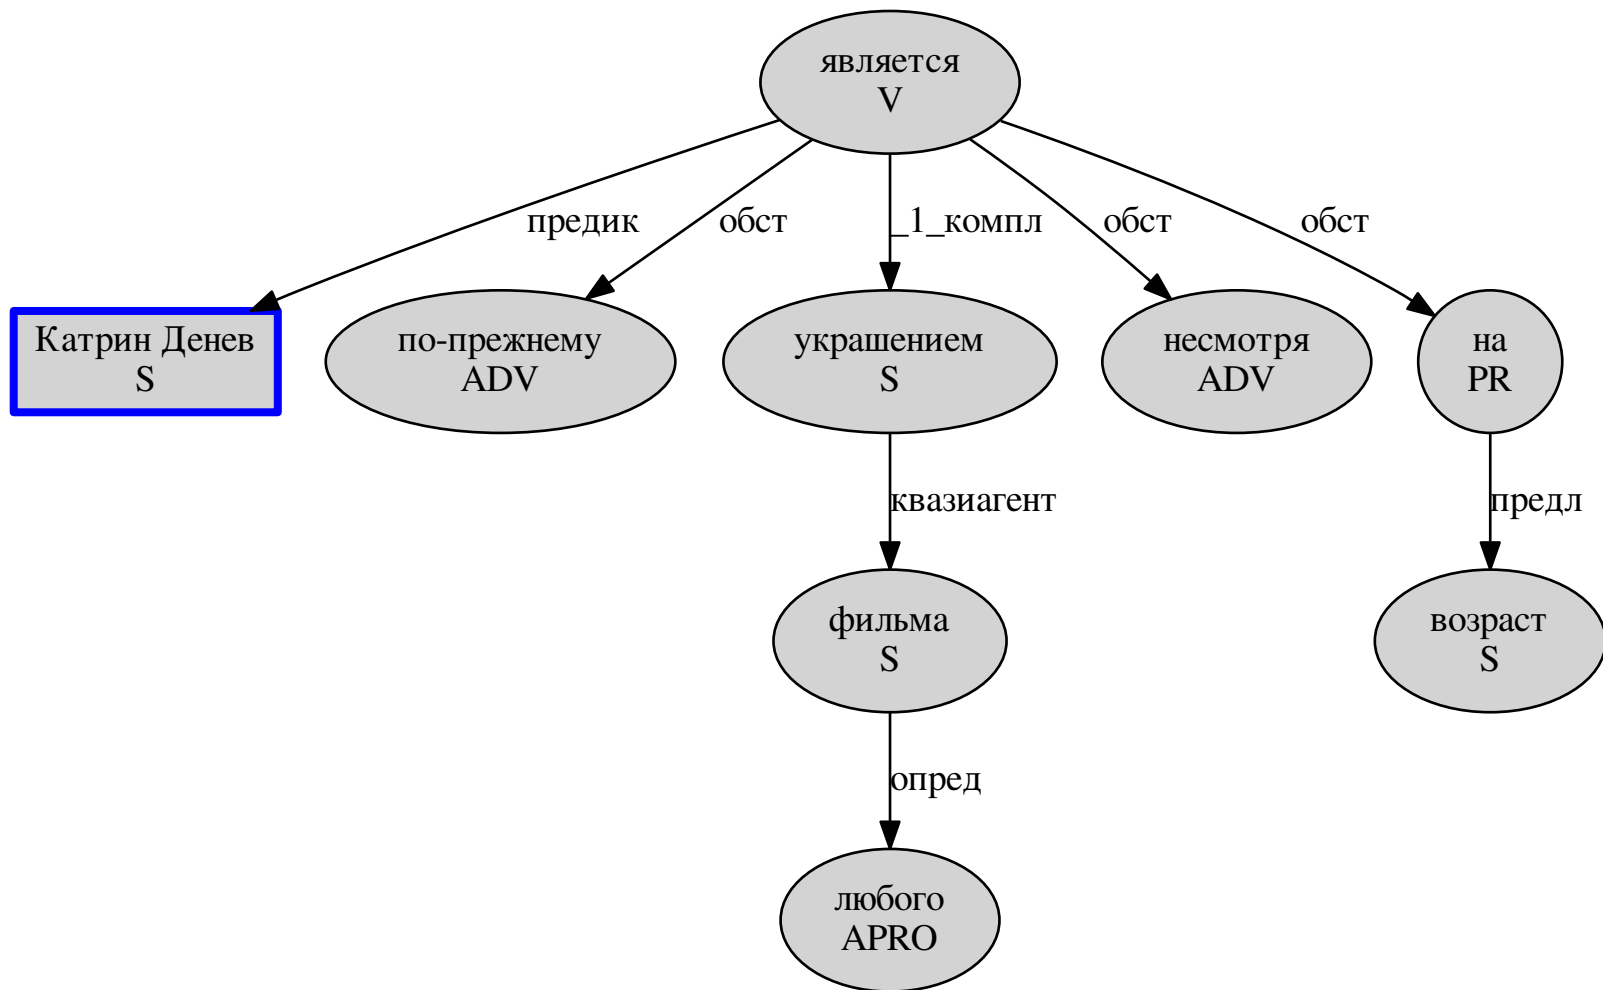 является
V
предик
обст
_1_компл
обст
обст
Катрин Денев
S
по-прежнему
ADV
украшением
S
несмотря
ADV
на
PR
квазиагент
предл
фильма
S
возраст
S
опред
любого
APRO